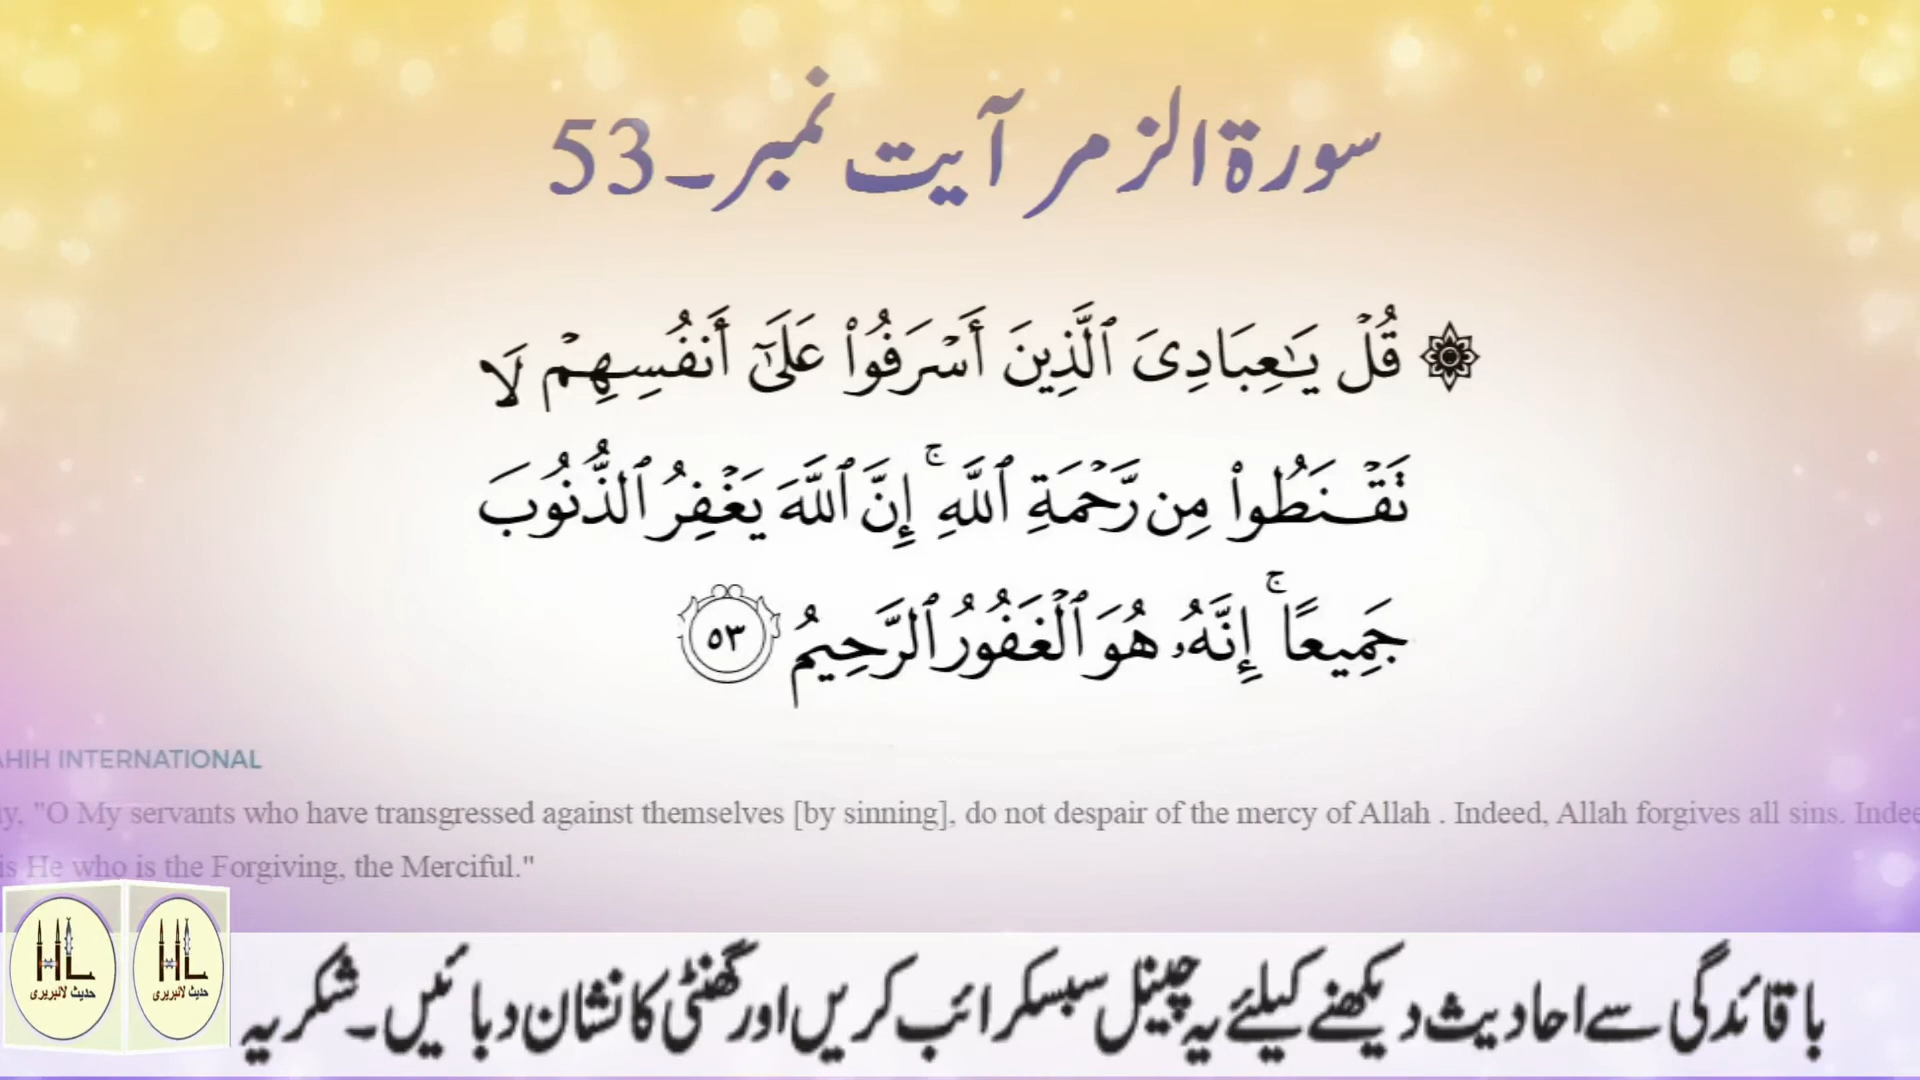 سورۃ الزمر آیت نمبر۔53
۞ قُلْ يَـٰعِبَادِىَ ٱلَّذِينَ أَسْرَفُوا۟ عَلَىٰٓ أَنفُسِهِمْ لَا
تَقْنَطُوا۟ مِن رَّحْمَةِ ٱللَّهِ ۚ إِنَّ ٱللَّهَ يَغْفِرُ ٱلذُّنُوبَ
جَمِيعًا ۚ إِنَّهُۥ هُوَ ٱلْغَفُورُ ٱلرَّحِيمُ ٥٣
AHIH INTERNATIONAL
y, "O My servants who have transgressed against themselves [by sinning], do not despair of the mercy of Allah . Indeed, Allah forgives all sins. Indee
is He who is the Forgiving, the Merciful."
HL
حدیث لائبریری
HL
حدیث لائبریری
باقائدگی سے احادیث دیکھنے کیلئے یہ چینل سبسکرائب کریں اور گھنٹی کا نشان دبائیں۔ شکریہ